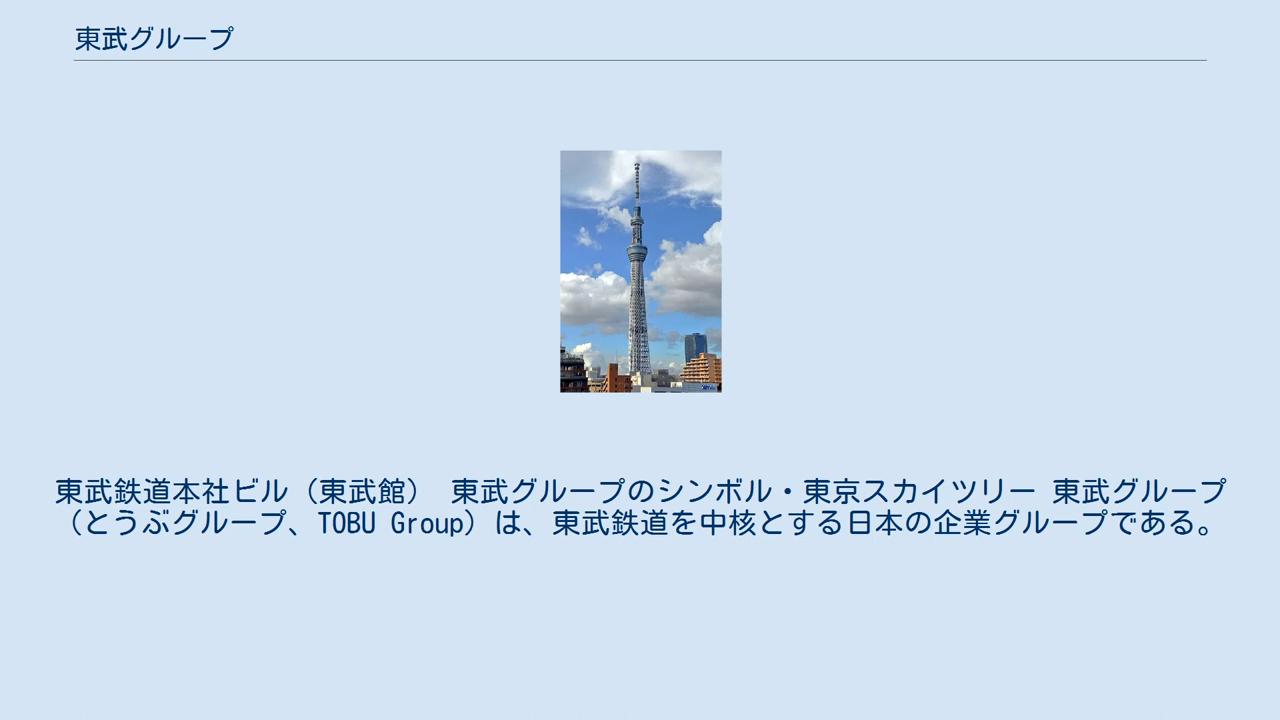 東武グループ
東武鉄道本社ビル（東武館） 東武グループのシンボル・東京スカイツリー 東武グループ
（とうぶグループ、TOBU Group）は、東武鉄道を中核とする日本の企業グループである。